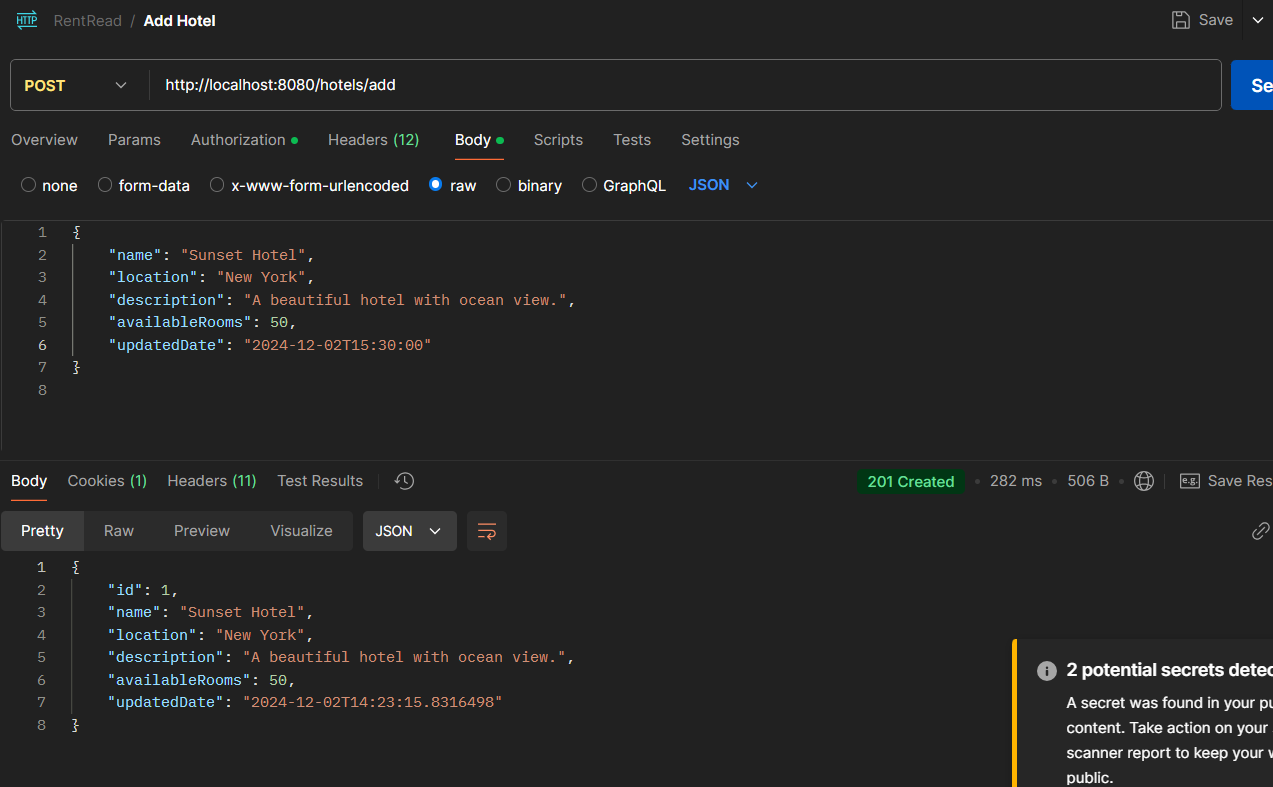 HTTP RentRead / Add Hotel Save
POST http://localhost:8080/hotels/add Se
Overview Params Authorization Headers (12) Body Scripts Tests Settings
none form-data x-www-form-urlencoded raw binary GraphQL JSON
1 {
2 "name": "Sunset Hotel",
3 "location": "New York",
4 "description": "A beautiful hotel with ocean view.",
5 "availableRooms": 50,
6 "updatedDate": "2024-12-02T15:30:00"
7 }
8
Body Cookies (1) Headers (11) Test Results 201 Created 282 ms 506 B e.g. Save Res
Pretty Raw Preview Visualize JSON
1 {
2 "id": 1,
3 "name": "Sunset Hotel",
4 "location": "New York",
5 "description": "A beautiful hotel with ocean view.",
6 "availableRooms": 50,
7 "updatedDate": "2024-12-02T14:23:15.8316498"
8 }
2 potential secrets detec
A secret was found in your pu
content. Take action on your
scanner report to keep your w
public.